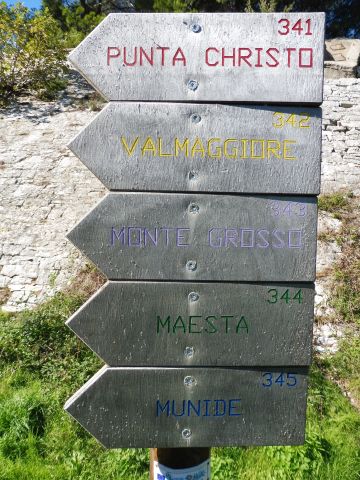 341
PUNTA CHRISTO
342
VALMAGGIORE
343
MONTE GROSSO
344
MAESTA
345
MUNIDE